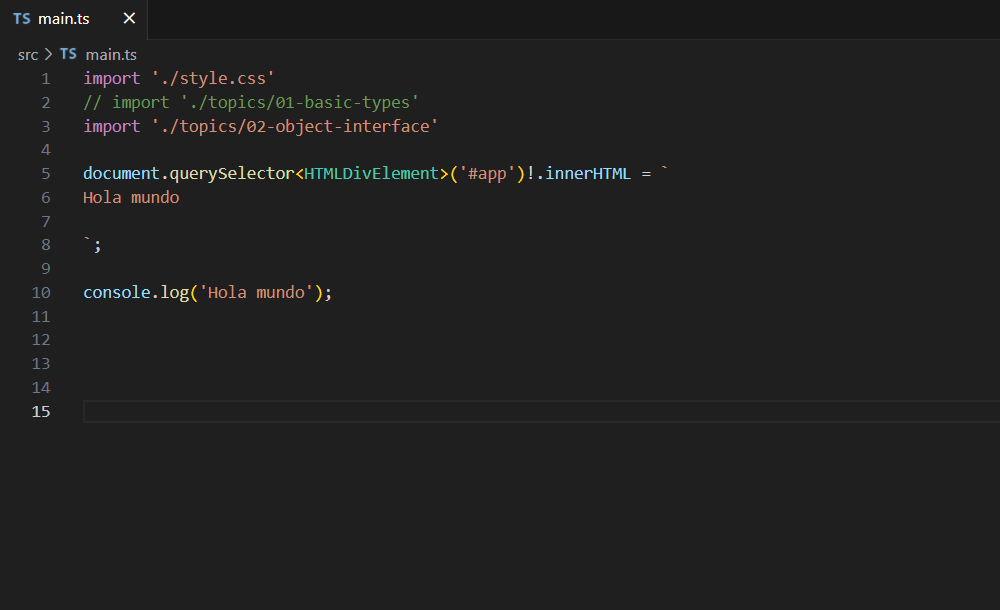 TS main.ts ×
src > TS main.ts
1 import './style.css'
2 // import './topics/01-basic-types'
3 import './topics/02-object-interface'
4
5 document.querySelector<HTMLDivElement>('#app')!.innerHTML = `
6 Hola mundo
7
8 `;
9
10 console.log('Hola mundo');
11
12
13
14
15